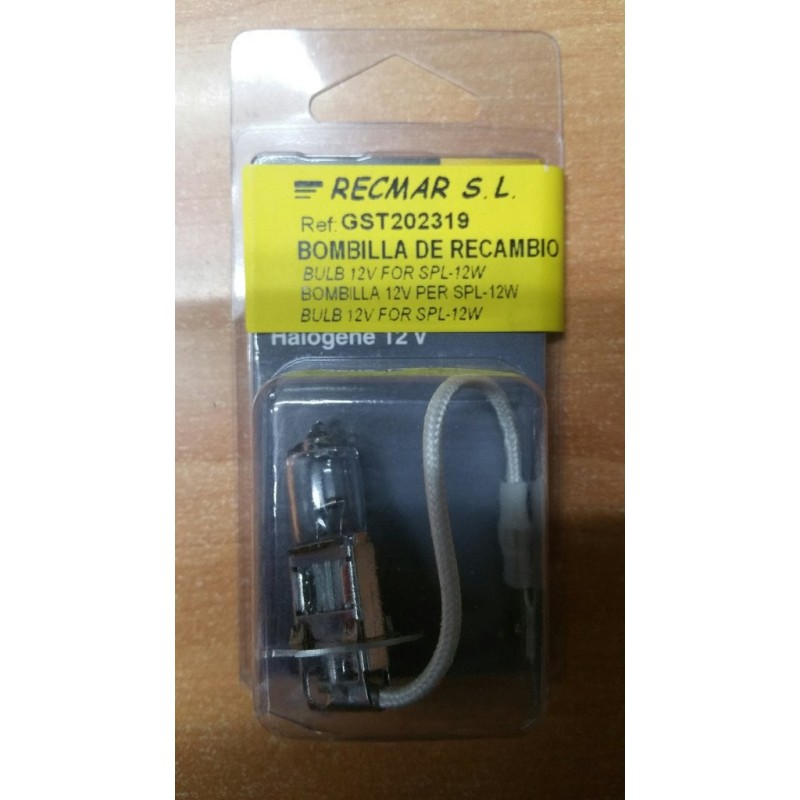 RECMAR S.L.
Ref: GST202319
BOMBILLA DE RECAMBIO
BULB 12V FOR SPL-12W
BOMBILLA 12V PER SPL-12W
BULB 12V FOR SPL-12W
Halogène 12 V